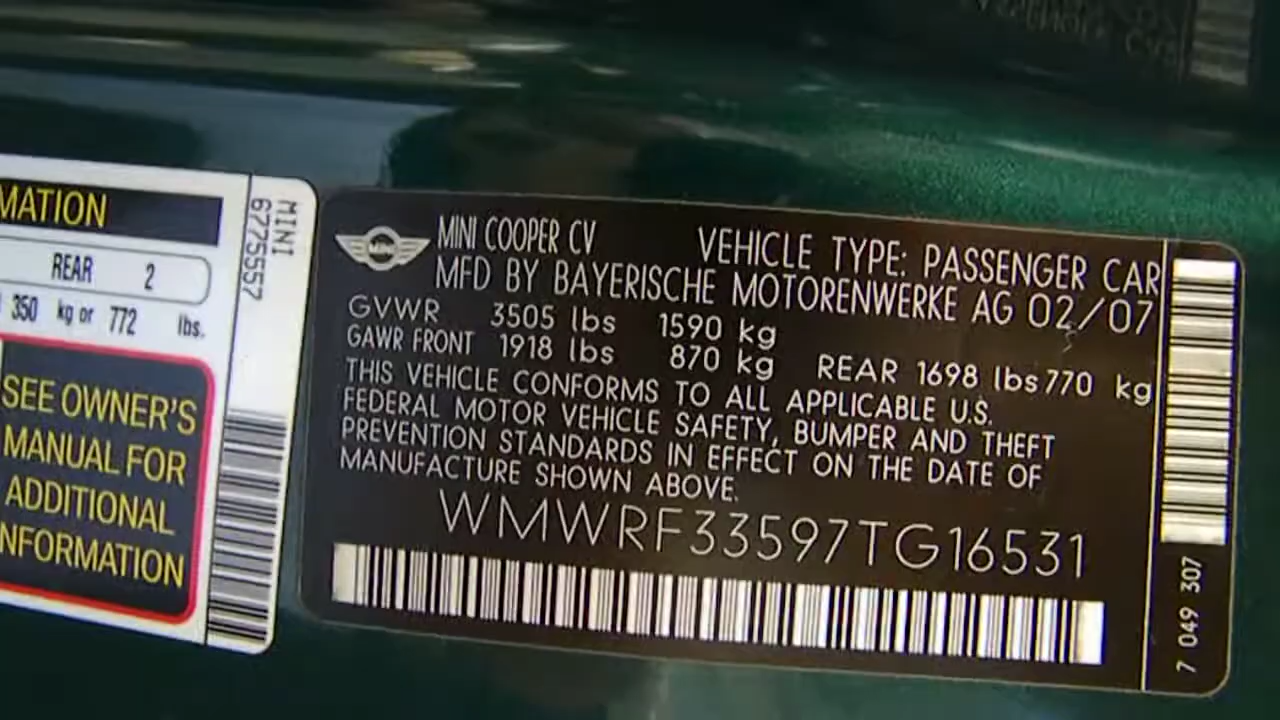 MATION
REAR 2
350 kg or 772 lbs.
SEE OWNER'S
MANUAL FOR
ADDITIONAL
NFORMATION
MINI
6775557
MINI
MINI COOPER CV VEHICLE TYPE: PASSENGER CAR
MFD BY BAYERISCHE MOTORENWERKE AG 02/07
GVWR 3505 lbs 1590 kg
GAWR FRONT 1918 lbs 870 kg REAR 1698 lbs 770 kg
THIS VEHICLE CONFORMS TO ALL APPLICABLE U.S.
FEDERAL MOTOR VEHICLE SAFETY, BUMPER AND THEFT
PREVENTION STANDARDS IN EFFECT ON THE DATE OF
MANUFACTURE SHOWN ABOVE.
WMWRF33597TG16531
7 049 307